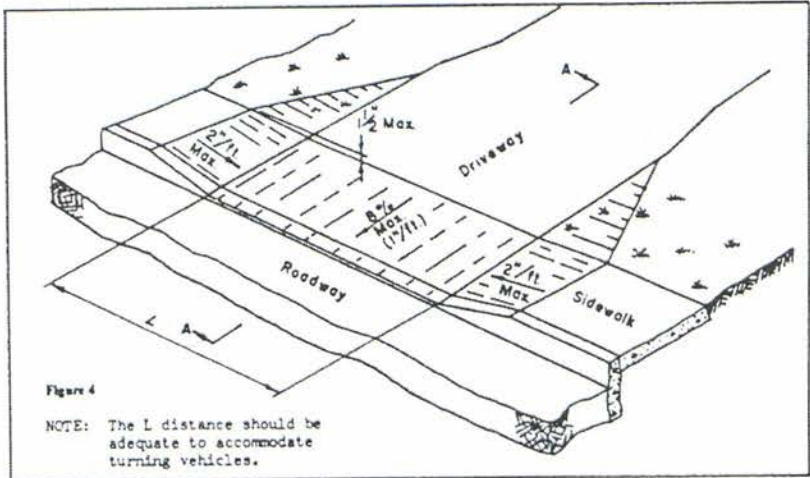 A
1 1/2" Max.
2"/ft.
Max.
Driveway
8%
Max
(1"/ft.)
Roadway
2"/ft.
Max.
Sidewalk
L
A
Figure 4
NOTE: The L distance should be
adequate to accommodate
turning vehicles.